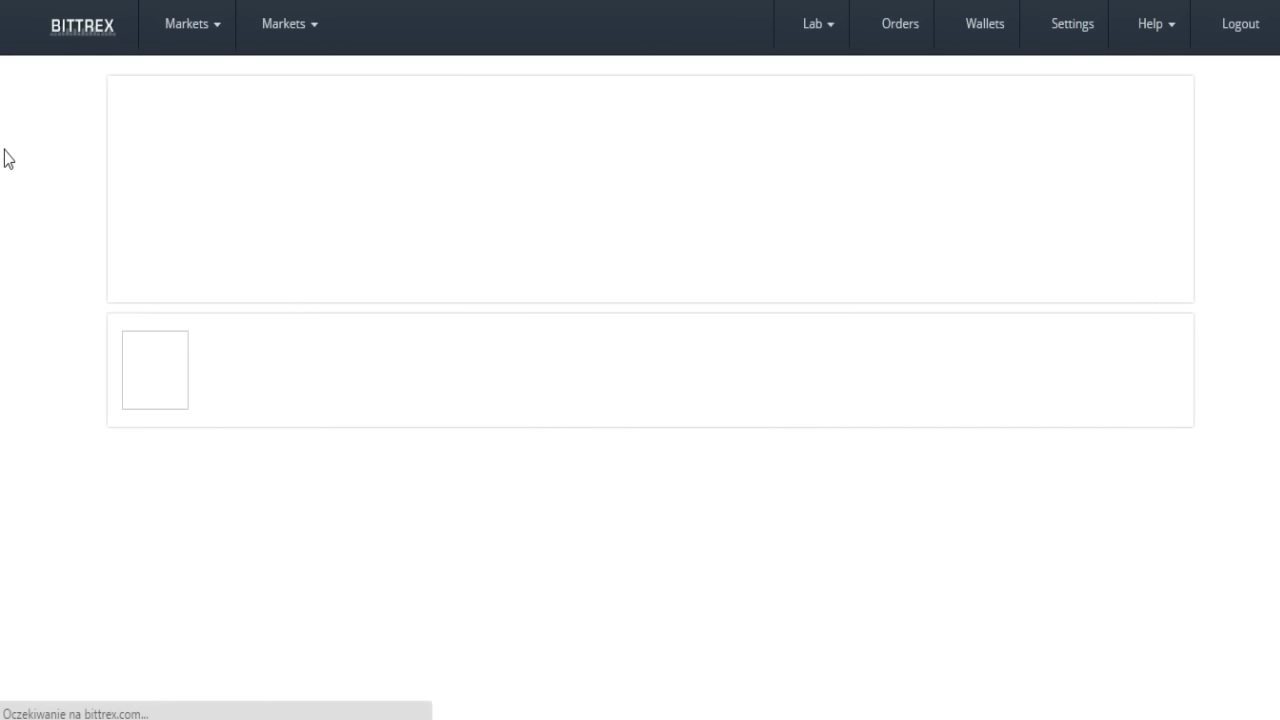 BITTREX Markets Markets Lab Orders Wallets Settings Help Logout
Oczekiwanie na bittrex.com...